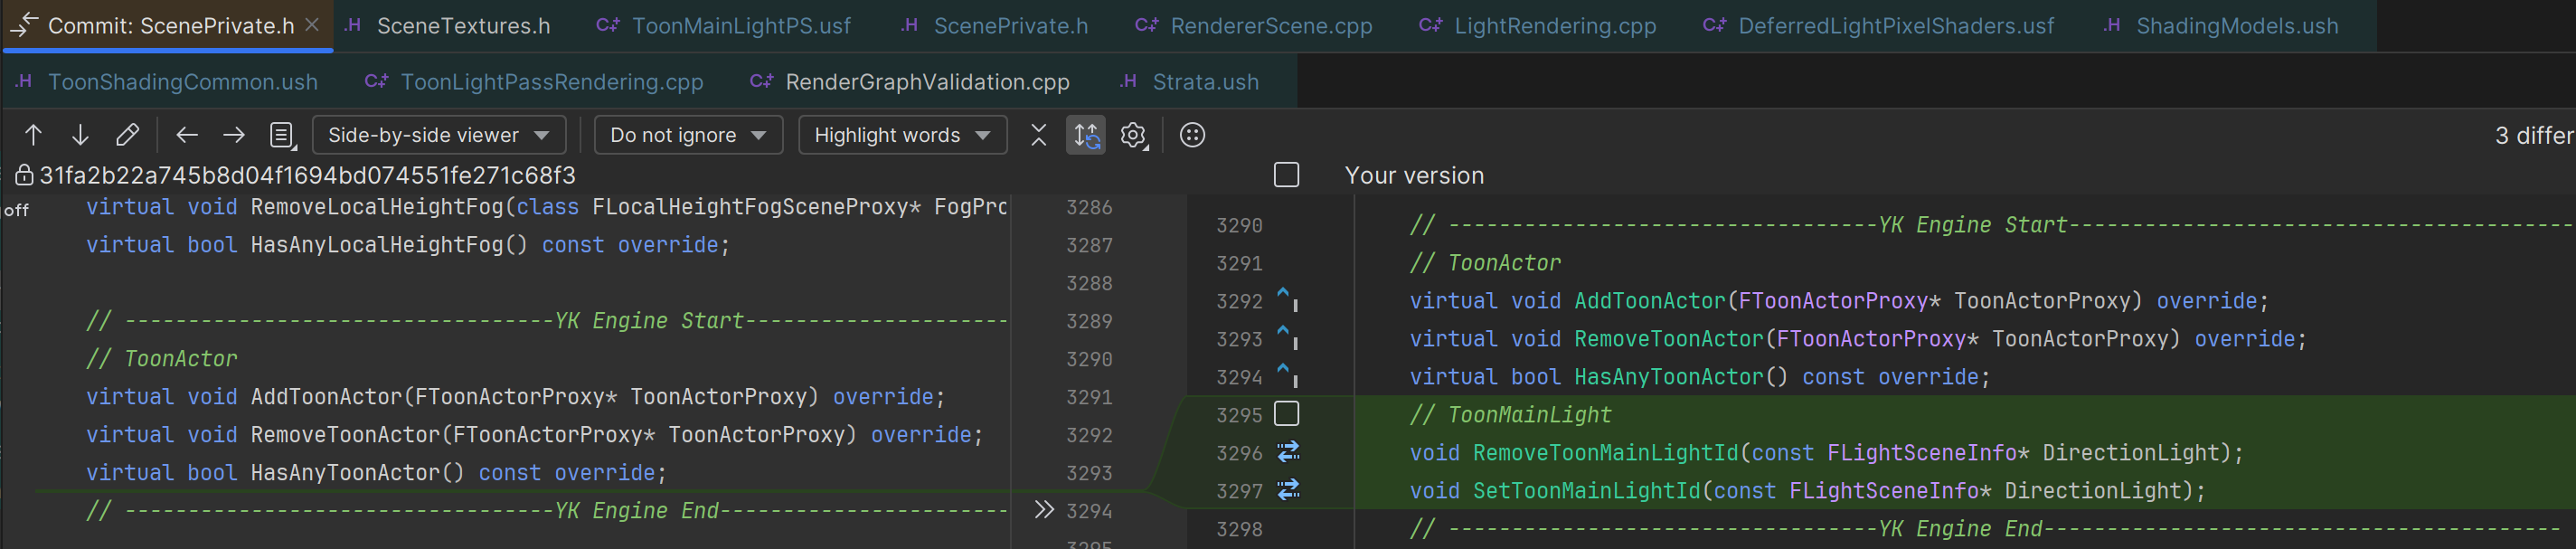 Commit: ScenePrivate.h
.H SceneTextures.h
C++ ToonMainLightPS.usf
.H ScenePrivate.h
C++ RendererScene.cpp
C++ LightRendering.cpp
C++ DeferredLightPixelShaders.usf
.H ShadingModels.ush
.H ToonShadingCommon.ush
C++ ToonLightPassRendering.cpp
C++ RenderGraphValidation.cpp
.H Strata.ush
Side-by-side viewer
Do not ignore
Highlight words
3 differ
31fa2b22a745b8d04f1694bd074551fe271c68f3
Your version
off
virtual void RemoveLocalHeightFog(class FLocalHeightFogSceneProxy* FogPro 3286
virtual bool HasAnyLocalHeightFog() const override; 3287
3288
// ----------------------------------YK Engine Start--------------------- 3289
// ToonActor 3290
virtual void AddToonActor(FToonActorProxy* ToonActorProxy) override; 3291
virtual void RemoveToonActor(FToonActorProxy* ToonActorProxy) override; 3292
virtual bool HasAnyToonActor() const override; 3293
// ----------------------------------YK Engine End----------------------- 3294
3295
3290 // ----------------------------------YK Engine Start----------------------------------------
3291 // ToonActor
3292 virtual void AddToonActor(FToonActorProxy* ToonActorProxy) override;
3293 virtual void RemoveToonActor(FToonActorProxy* ToonActorProxy) override;
3294 virtual bool HasAnyToonActor() const override;
3295 // ToonMainLight
3296 void RemoveToonMainLightId(const FLightSceneInfo* DirectionLight);
3297 void SetToonMainLightId(const FLightSceneInfo* DirectionLight);
3298 // ----------------------------------YK Engine End-----------------------------------------